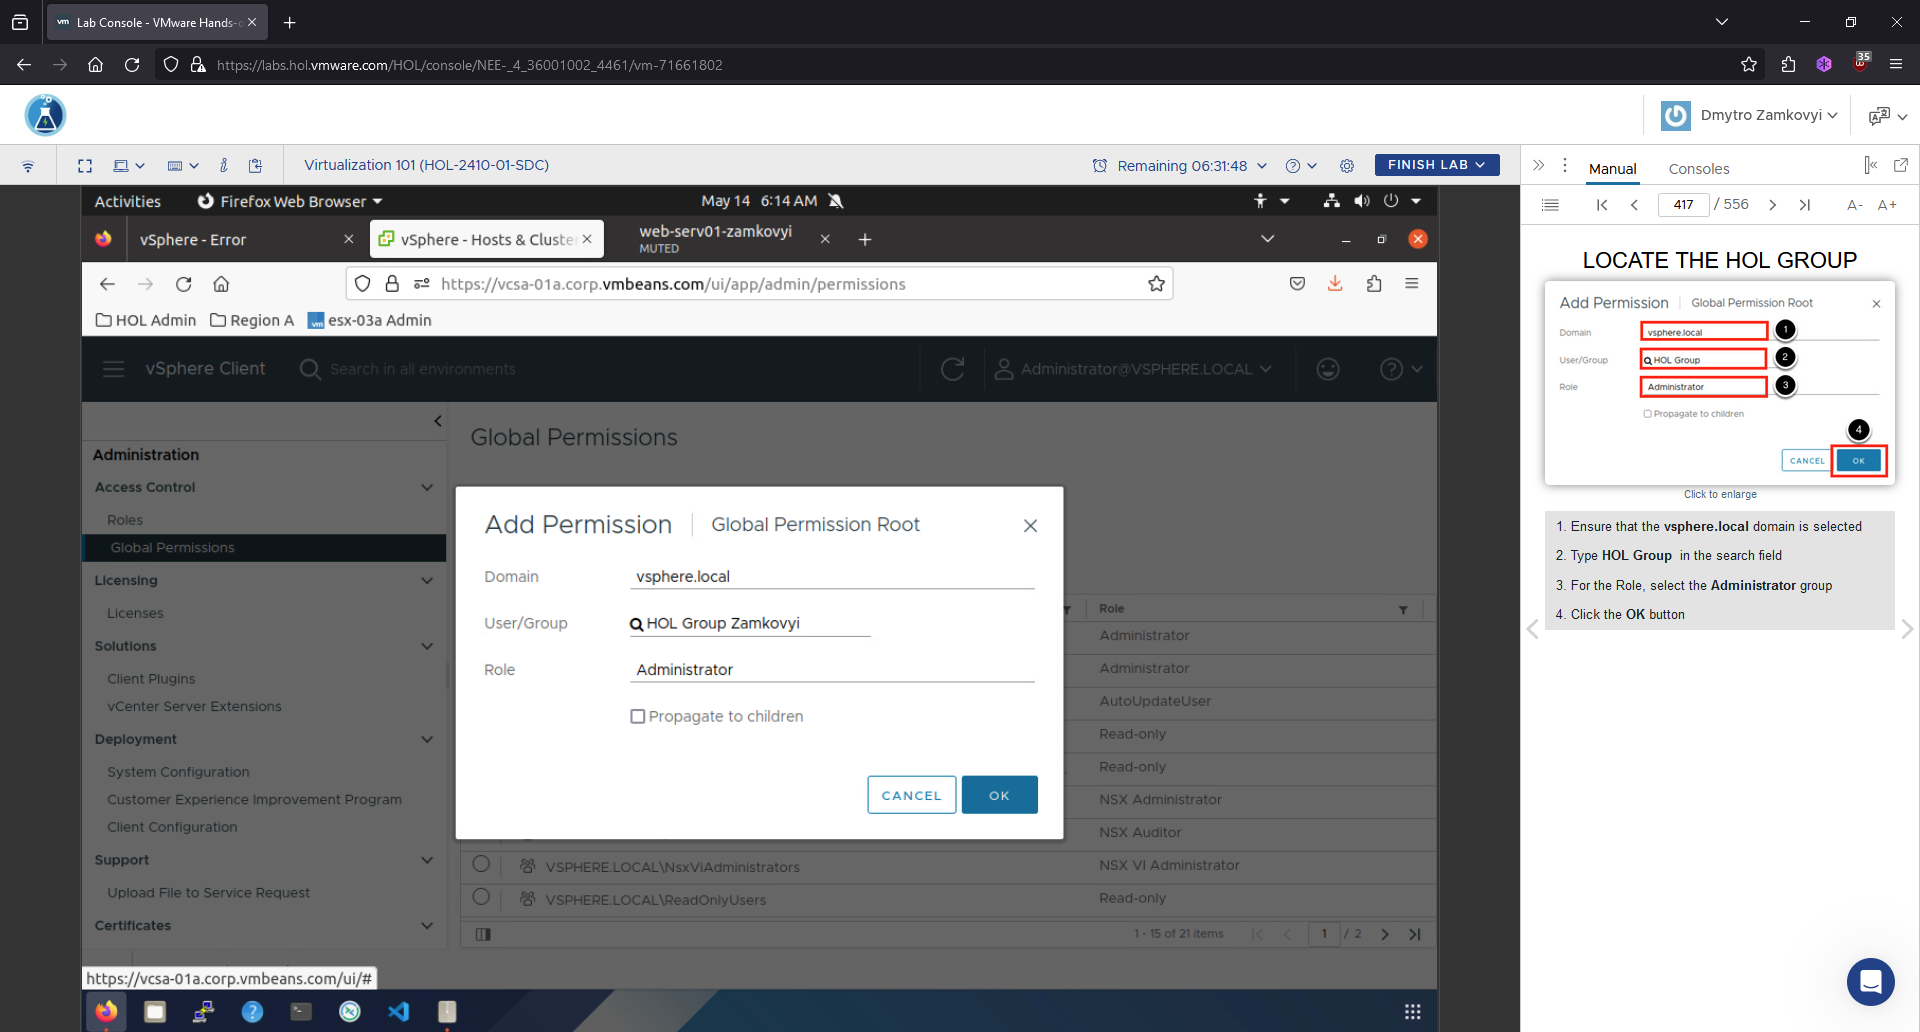 Lab Console - VMware Hands-o
https://labs.hol.vmware.com/HOL/console/NEE-_4_36001002_4461/vm-71661802
35
Dmytro Zamkovyi
Virtualization 101 (HOL-2410-01-SDC)
Remaining 06:31:48
FINISH LAB
Manual
Consoles
417 / 556
A-
A+
Activities
Firefox Web Browser
May 14 6:14 AM
vSphere - Error
vSphere - Hosts & Cluster
web-serv01-zamkovyi
MUTED
https://vcsa-01a.corp.vmbeans.com/ui/app/admin/permissions
HOL Admin
Region A
vm
esx-03a Admin
vSphere Client
Search in all environments
Administrator@VSPHERE.LOCAL
Administration
Access Control
Roles
Global Permissions
Licensing
Licenses
Solutions
Client Plugins
vCenter Server Extensions
Deployment
System Configuration
Customer Experience Improvement Program
Client Configuration
Support
Upload File to Service Request
Certificates
https://vcsa-01a.corp.vmbeans.com/ui/#
Global Permissions
Add Permission
Global Permission Root
Domain
vsphere.local
User/Group
HOL Group Zamkovyi
Role
Administrator
Propagate to children
CANCEL
OK
Role
Administrator
Administrator
AutoUpdateUser
Read-only
Read-only
NSX Administrator
NSX Auditor
VSPHERE.LOCAL\NsxViAdministrators
NSX VI Administrator
VSPHERE.LOCAL\ReadOnlyUsers
Read-only
1 - 15 of 21 items
1 / 2
LOCATE THE HOL GROUP
Add Permission
Global Permission Root
Domain
vsphere.local
1
User/Group
HOL Group
2
Role
Administrator
3
Propagate to children
4
CANCEL
OK
Click to enlarge
1. Ensure that the vsphere.local domain is selected
2. Type HOL Group in the search field
3. For the Role, select the Administrator group
4. Click the OK button